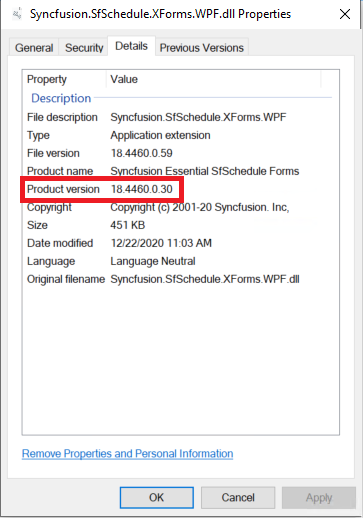 Syncfusion.SfSchedule.XForms.WPF.dll Properties
General Security Details Previous Versions
Property Value
Description
File description Syncfusion.SfSchedule.XForms.WPF
Type Application extension
File version 18.4460.0.59
Product name Syncfusion Essential SfSchedule Forms
Product version 18.4460.0.30
Copyright Copyright (c) 2001-20 Syncfusion. Inc,
Size 451 KB
Date modified 12/22/2020 11:03 AM
Language Language Neutral
Original filename Syncfusion.SfSchedule.XForms.WPF.dll
Remove Properties and Personal Information
OK Cancel Apply